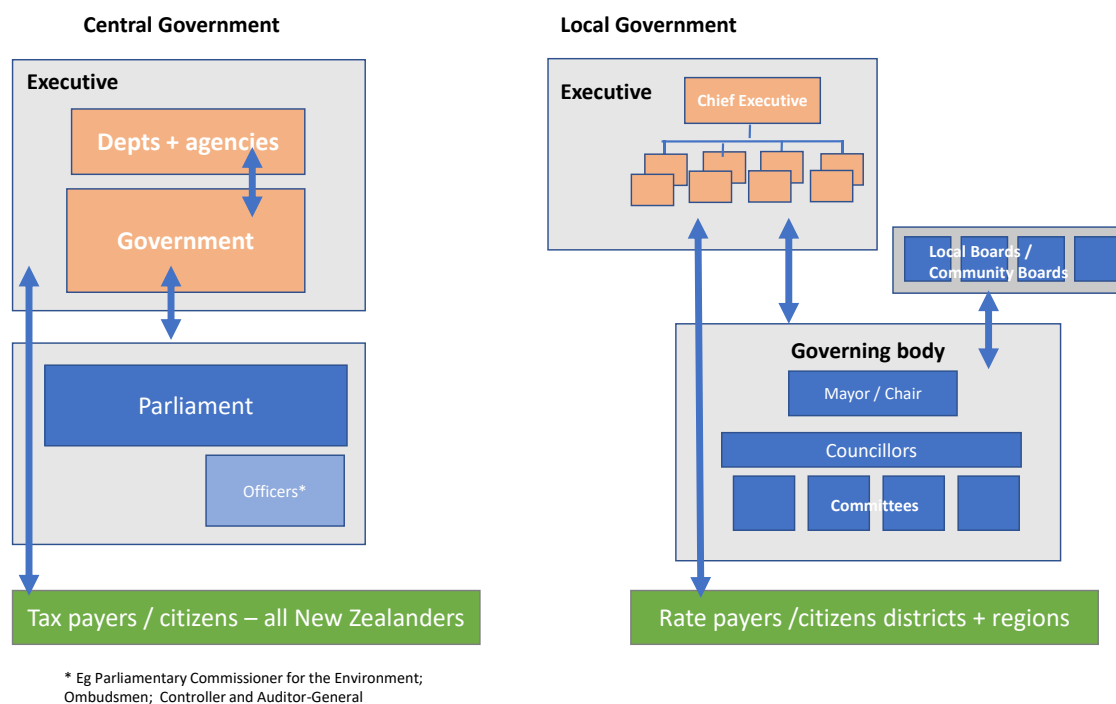 Central Government
Executive
Depts + agencies
Government
Parliament
Officers*
Tax payers / citizens – all New Zealanders
* Eg Parliamentary Commissioner for the Environment;
Ombudsmen; Controller and Auditor-General
Local Government
Executive
Chief Executive
Local Boards /
Community Boards
Governing body
Mayor / Chair
Councillors
Committees
Rate payers /citizens districts + regions